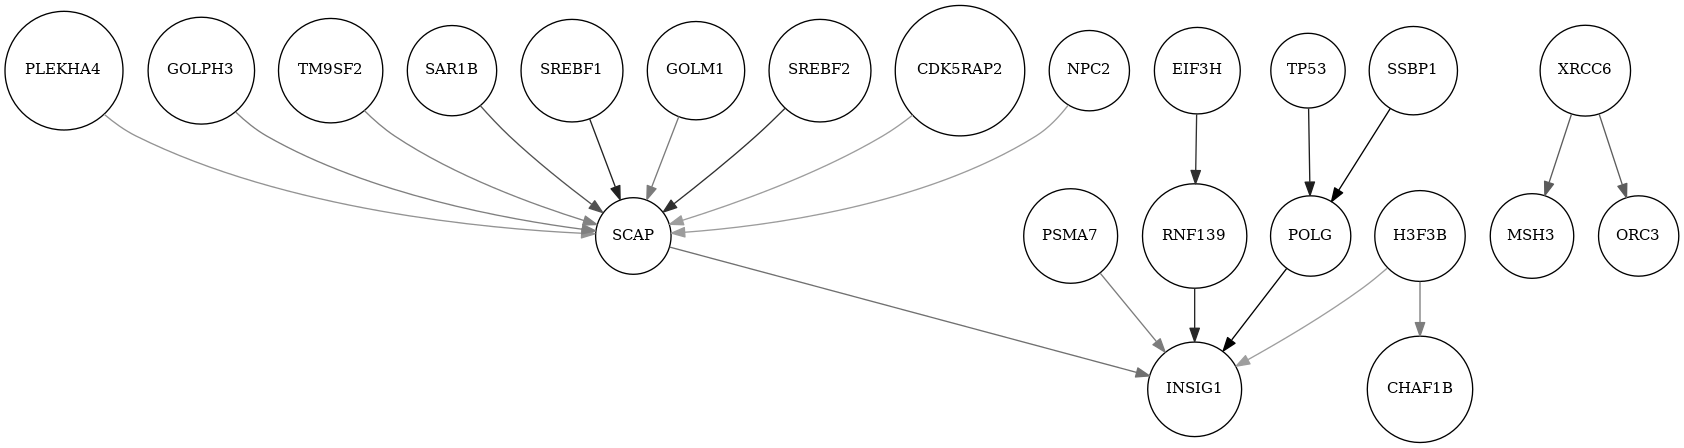 PLEKHA4
GOLPH3
TM9SF2
SAR1B
SREBF1
GOLM1
SREBF2
CDK5RAP2
NPC2
EIF3H
TP53
SSBP1
XRCC6
SCAP
PSMA7
RNF139
POLG
H3F3B
MSH3
ORC3
INSIG1
CHAF1B